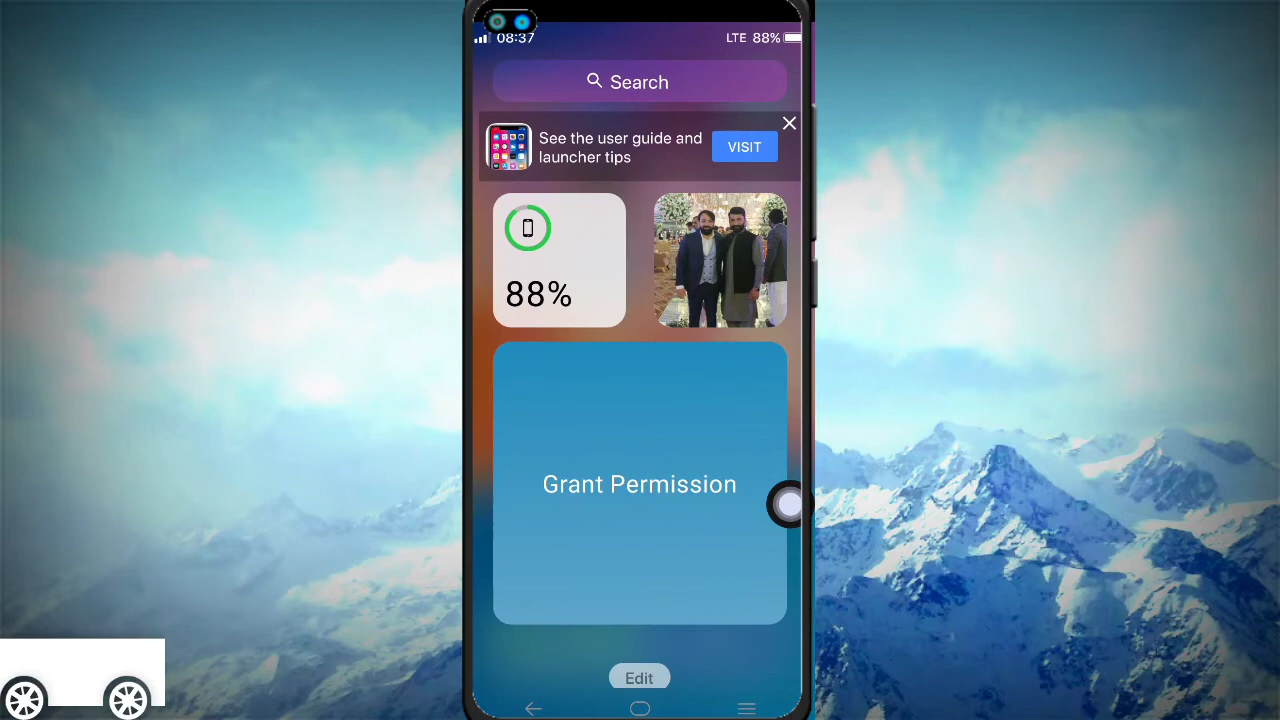 08:37
LTE 88%
Search
See the user guide and
launcher tips
VISIT
88%
Grant Permission
Edit